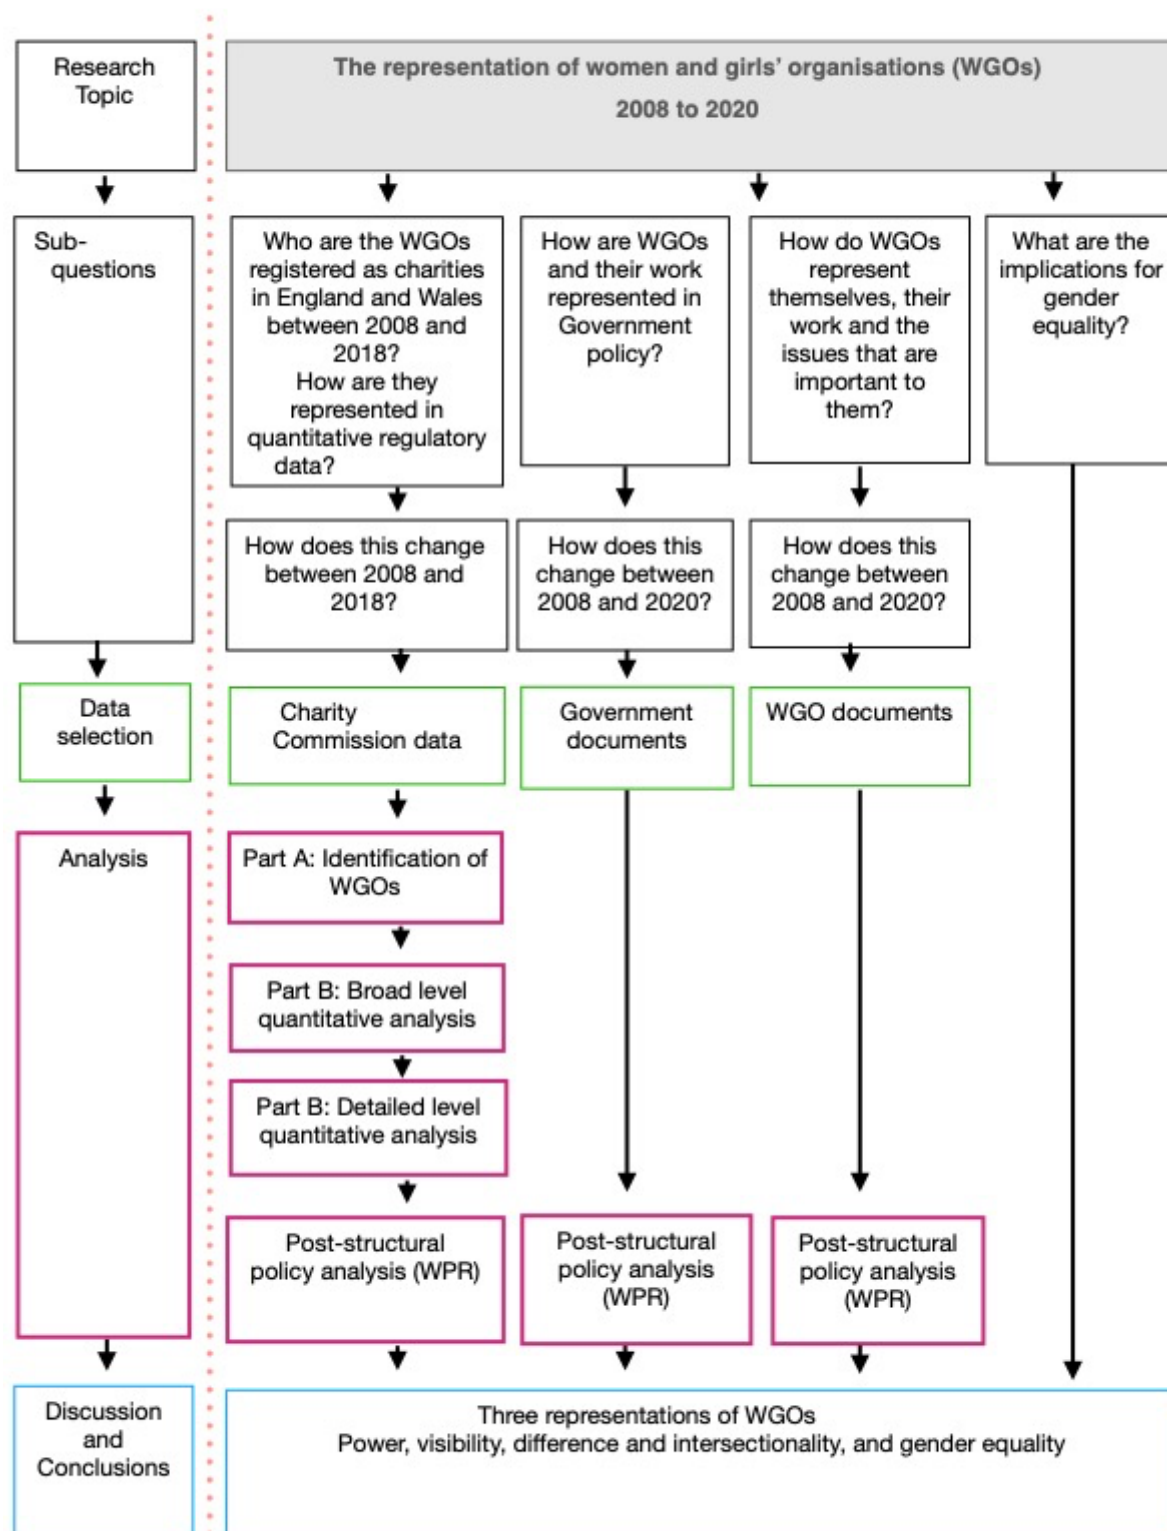 Research
Topic
The representation of women and girls' organisations (WGOs)
2008 to 2020
Sub-
questions
Who are the WGOs
registered as charities
in England and Wales
between 2008 and
2018?
How are they
represented in
quantitative regulatory
data?
How are WGOs
and their work
represented in
Government
policy?
How do WGOs
represent
themselves, their
work and the
issues that are
important to
them?
What are the
implications for
gender
equality?
How does this change
between 2008 and
2018?
How does this
change between
2008 and 2020?
How does this
change between
2008 and 2020?
Data
selection
Charity
Commission data
Government
documents
WGO documents
Analysis
Part A: Identification of
WGOs
Part B: Broad level
quantitative analysis
Part B: Detailed level
quantitative analysis
Post-structural
policy analysis (WPR)
Post-structural
policy analysis
(WPR)
Post-structural
policy analysis
(WPR)
Discussion
and
Conclusions
Three representations of WGOs
Power, visibility, difference and intersectionality, and gender equality